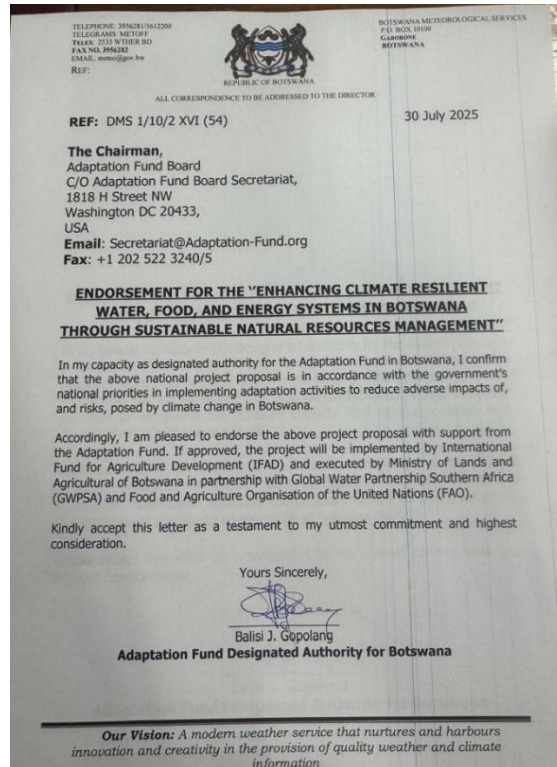 TELEPHONE: 3956281/3612200
TELEGRAMS: METOFF
TELEX: 2533 WTHER BD
FAX NO. 3956282
EMAIL: meteo@gov.bw
REF:
REPUBLIC OF BOTSWANA
BOTSWANA METEOROLOGICAL SERVICES
P.O. BOX 10100
GABORONE
BOTSWANA
ALL CORRESPONDENCE TO BE ADDRESSED TO THE DIRECTOR
REF: DMS 1/10/2 XVI (54)
30 July 2025
The Chairman,
Adaptation Fund Board
C/O Adaptation Fund Board Secretariat,
1818 H Street NW
Washington DC 20433,
USA
Email: Secretariat@Adaptation-Fund.org
Fax: +1 202 522 3240/5
ENDORSEMENT FOR THE "ENHANCING CLIMATE RESILIENT
WATER, FOOD, AND ENERGY SYSTEMS IN BOTSWANA
THROUGH SUSTAINABLE NATURAL RESOURCES MANAGEMENT"
In my capacity as designated authority for the Adaptation Fund in Botswana, I confirm
that the above national project proposal is in accordance with the government's
national priorities in implementing adaptation activities to reduce adverse impacts of,
and risks, posed by climate change in Botswana.
Accordingly, I am pleased to endorse the above project proposal with support from
the Adaptation Fund. If approved, the project will be implemented by International
Fund for Agriculture Development (IFAD) and executed by Ministry of Lands and
Agricultural of Botswana in partnership with Global Water Partnership Southern Africa
(GWPSA) and Food and Agriculture Organisation of the United Nations (FAO).
Kindly accept this letter as a testament to my utmost commitment and highest
consideration.
Yours Sincerely,
Balisi J. Gopolang
Adaptation Fund Designated Authority for Botswana
Our Vision: A modern weather service that nurtures and harbours
innovation and creativity in the provision of quality weather and climate
information